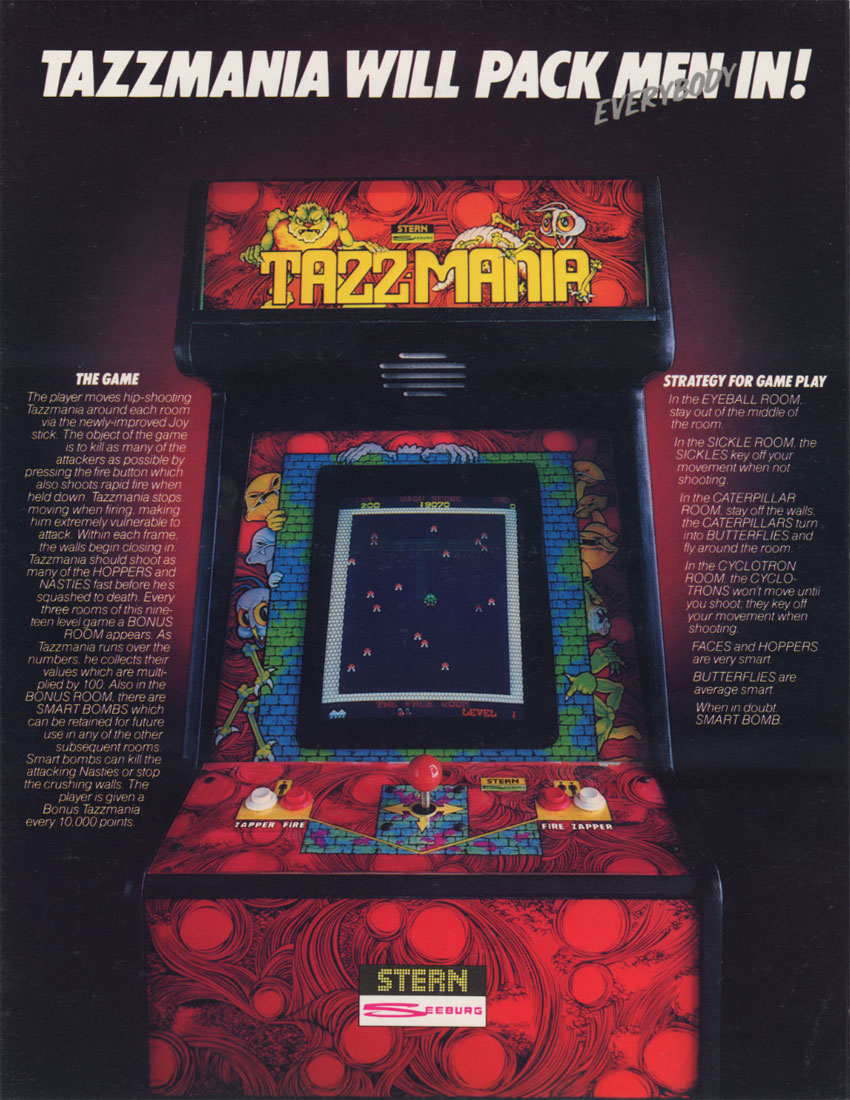 TAZZMANIA WILL PACK MEN IN!
EVERYBODY
STERN
SEEBURG
TAZZ-MANIA
THE GAME
The player moves hip-shooting
Tazzmania around each room
via the newly-improved Joy
stick. The object of the game
is to kill as many of the
attackers as possible by
pressing the fire button which
also shoots rapid fire when
held down. Tazzmania stops
moving when firing, making
him extremely vulnerable to
attack. Within each frame,
the walls begin closing in.
Tazzmania should shoot as
many of the HOPPERS and
NASTIES fast before he's
squashed to death. Every
three rooms of this nine-
teen level game a BONUS
ROOM appears. As
Tazzmania runs over the
numbers, he collects their
values which are multi-
plied by 100. Also in the
BONUS ROOM, there are
SMART BOMBS which
can be retained for future
use in any of the other
subsequent rooms.
Smart bombs can kill the
attacking Nasties or stop
the crushing walls. The
player is given a
Bonus Tazzmania
every 10,000 points.
STRATEGY FOR GAME PLAY
In the EYEBALL ROOM,
stay out of the middle of
the room.
In the SICKLE ROOM, the
SICKLES key off your
movement when not
shooting.
In the CATERPILLAR
ROOM, stay off the walls,
the CATERPILLARS turn
into BUTTERFLIES and
fly around the room.
In the CYCLOTRON
ROOM, the CYCLO-
TRONS won't move until
you shoot; they key off
your movement when
shooting.
FACES and HOPPERS
are very smart.
BUTTERFLIES are
average smart.
When in doubt,
SMART BOMB.
HIGH SCORE
200 19070 0
THE FACE ROOM
LEVEL 1
STERN
SEEBURG
ZAPPER FIRE
FIRE ZAPPER
STERN
SEEBURG